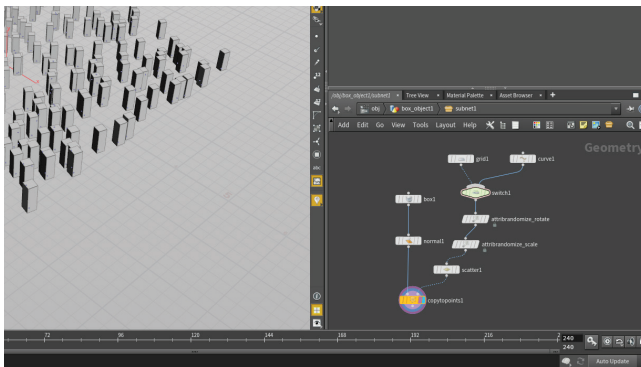 /obj/box_object1/subnet1 × Tree View × Material Palette × Asset Browser × +
obj box_object1 subnet1
Add Edit Go View Tools Layout Help
Geometry
grid1 curve1
switch1
box1
attribrandomize_rotate
normal1 attribrandomize_scale
scatter1
copytopoints1
abc
72 96 120 144 168 192 216 240
240
Auto Update